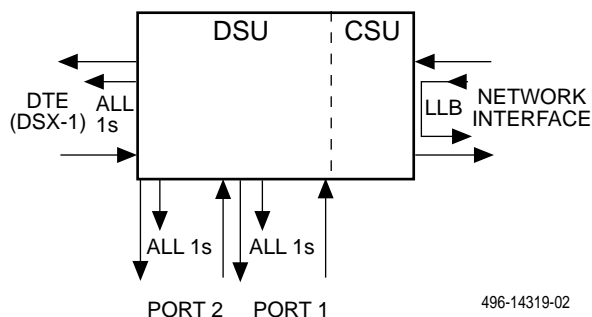 DSU
CSU
DTE
(DSX-1)
ALL
1s
LLB
NETWORK
INTERFACE
ALL 1s
ALL 1s
PORT 2
PORT 1
496-14319-02